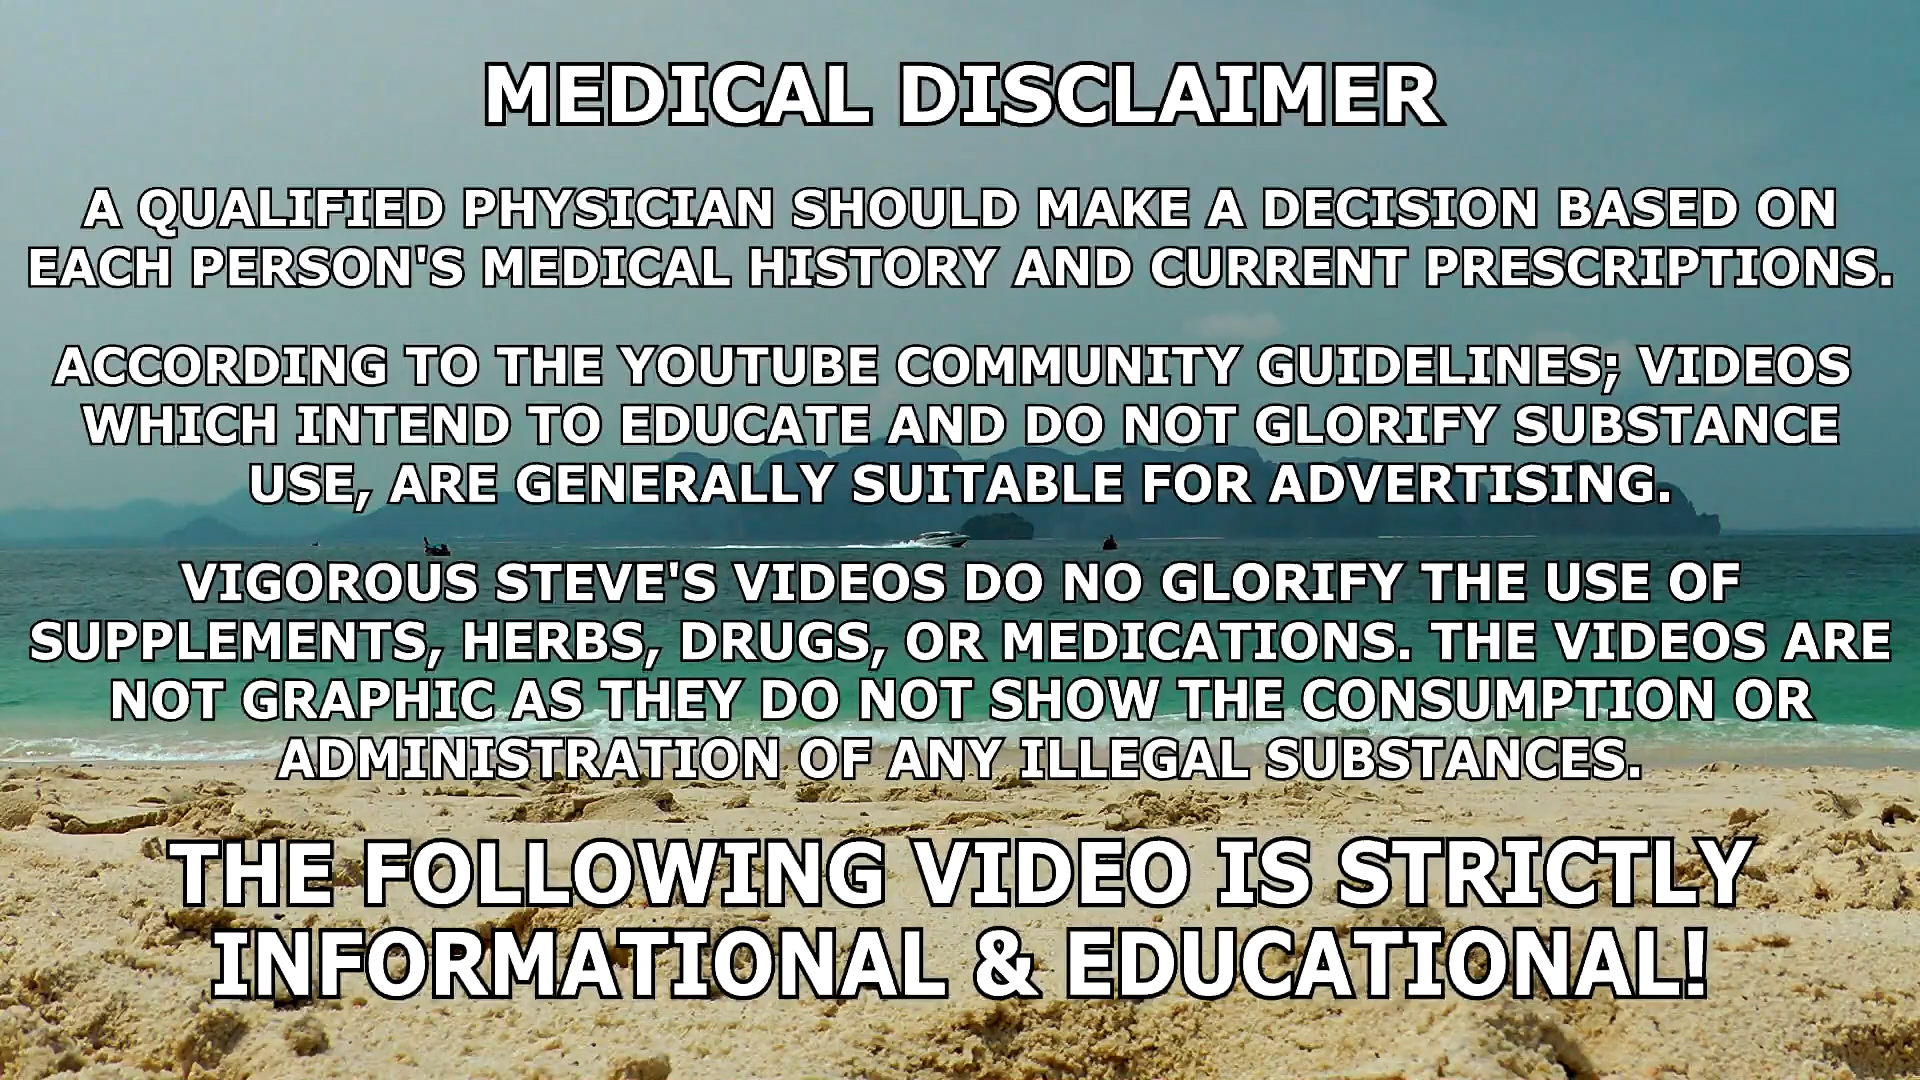 MEDICAL DISCLAIMER
A QUALIFIED PHYSICIAN SHOULD MAKE A DECISION BASED ON
EACH PERSON'S MEDICAL HISTORY AND CURRENT PRESCRIPTIONS.
ACCORDING TO THE YOUTUBE COMMUNITY GUIDELINES; VIDEOS
WHICH INTEND TO EDUCATE AND DO NOT GLORIFY SUBSTANCE
USE, ARE GENERALLY SUITABLE FOR ADVERTISING.
VIGOROUS STEVE'S VIDEOS DO NO GLORIFY THE USE OF
SUPPLEMENTS, HERBS, DRUGS, OR MEDICATIONS. THE VIDEOS ARE
NOT GRAPHIC AS THEY DO NOT SHOW THE CONSUMPTION OR
ADMINISTRATION OF ANY ILLEGAL SUBSTANCES.
THE FOLLOWING VIDEO IS STRICTLY
INFORMATIONAL & EDUCATIONAL!